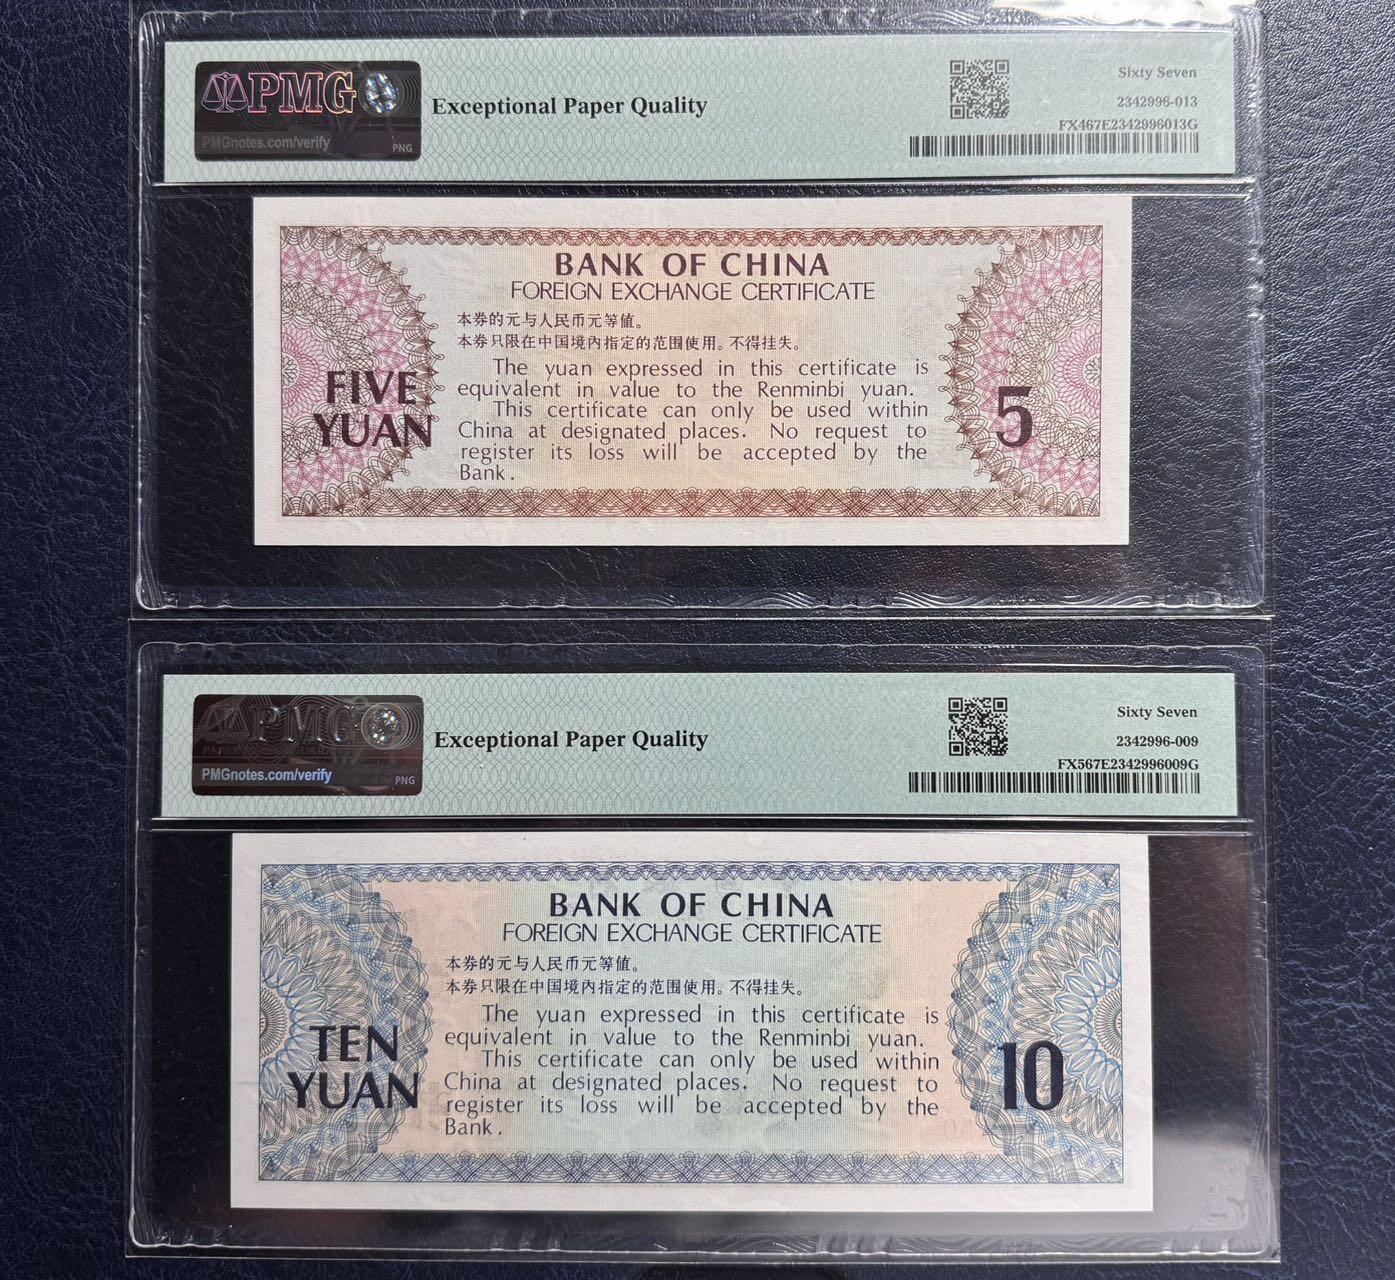 PMG
PMGnotes.com/verify
PNG
Exceptional Paper Quality
Sixty Seven
2342996-013
FX467E2342996013G
BANK OF CHINA
FOREIGN EXCHANGE CERTIFICATE
本券的元与人民币元等値。
本券只限在中国境内指定的范围使用。不得挂失。
The yuan expressed in this certificate is
equivalent in value to the Renminbi yuan.
This certificate can only be used within
China at designated places. No request to
register its loss will be accepted by the
Bank.
FIVE
YUAN
5
PMG
PMGnotes.com/verify
PNG
Exceptional Paper Quality
Sixty Seven
2342996-009
FX567E2342996009G
BANK OF CHINA
FOREIGN EXCHANGE CERTIFICATE
本券的元与人民币元等値。
本券只限在中国境内指定的范围使用。不得挂失。
The yuan expressed in this certificate is
equivalent in value to the Renminbi yuan.
This certificate can only be used within
China at designated places. No request to
register its loss will be accepted by the
Bank.
TEN
YUAN
10